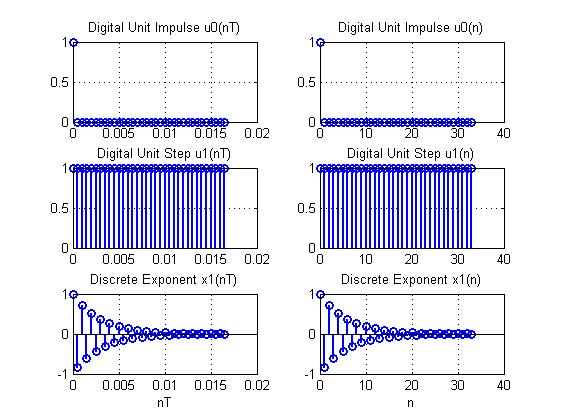 Digital Unit Impulse u0(nT)
1
0.5
0
0 0.005 0.01 0.015 0.02
Digital Unit Impulse u0(n)
1
0.5
0
0 10 20 30 40
Digital Unit Step u1(nT)
1
0.5
0
0 0.005 0.01 0.015 0.02
Digital Unit Step u1(n)
1
0.5
0
0 10 20 30 40
Discrete Exponent x1(nT)
1
0
-1
0 0.005 0.01 0.015 0.02
nT
Discrete Exponent x1(n)
1
0
-1
0 10 20 30 40
n